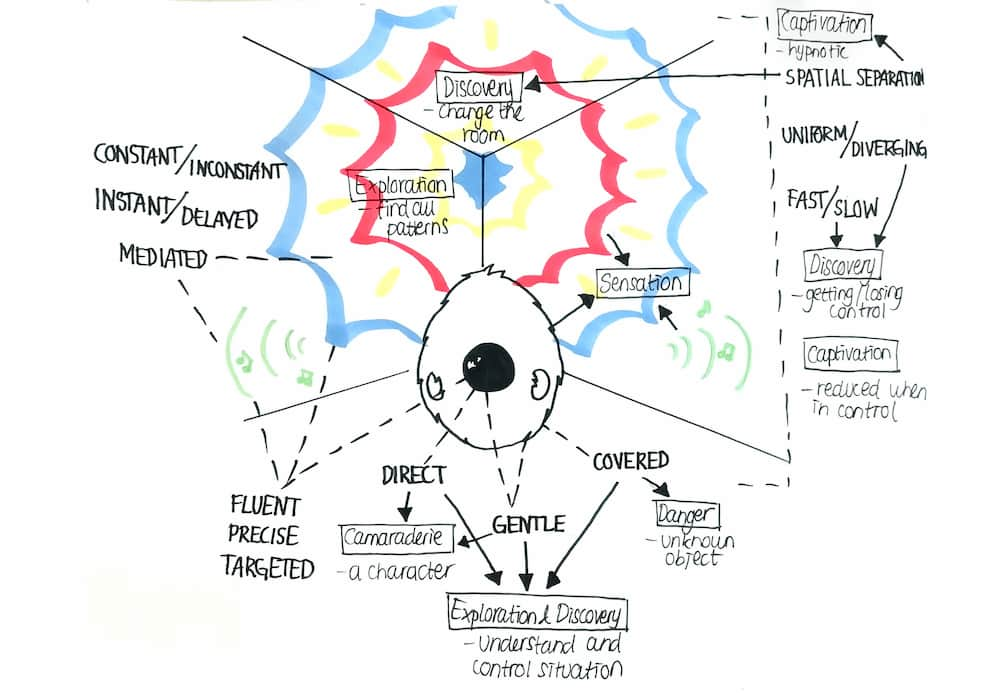 Captivation
- hypnotic
SPATIAL SEPARATION
Discovery
- change the
room
UNIFORM/DIVERGING
CONSTANT/INCONSTANT
Exploration
- find all
patterns
INSTANT/DELAYED
FAST/SLOW
MEDIATED
Discovery
- getting/losing
control
Sensation
Captivation
- reduced when
in control
DIRECT
COVERED
FLUENT
PRECISE
TARGETED
GENTLE
Camaraderie
- a character
Danger
- unknown
object
Exploration & Discovery
- understand and
control situation